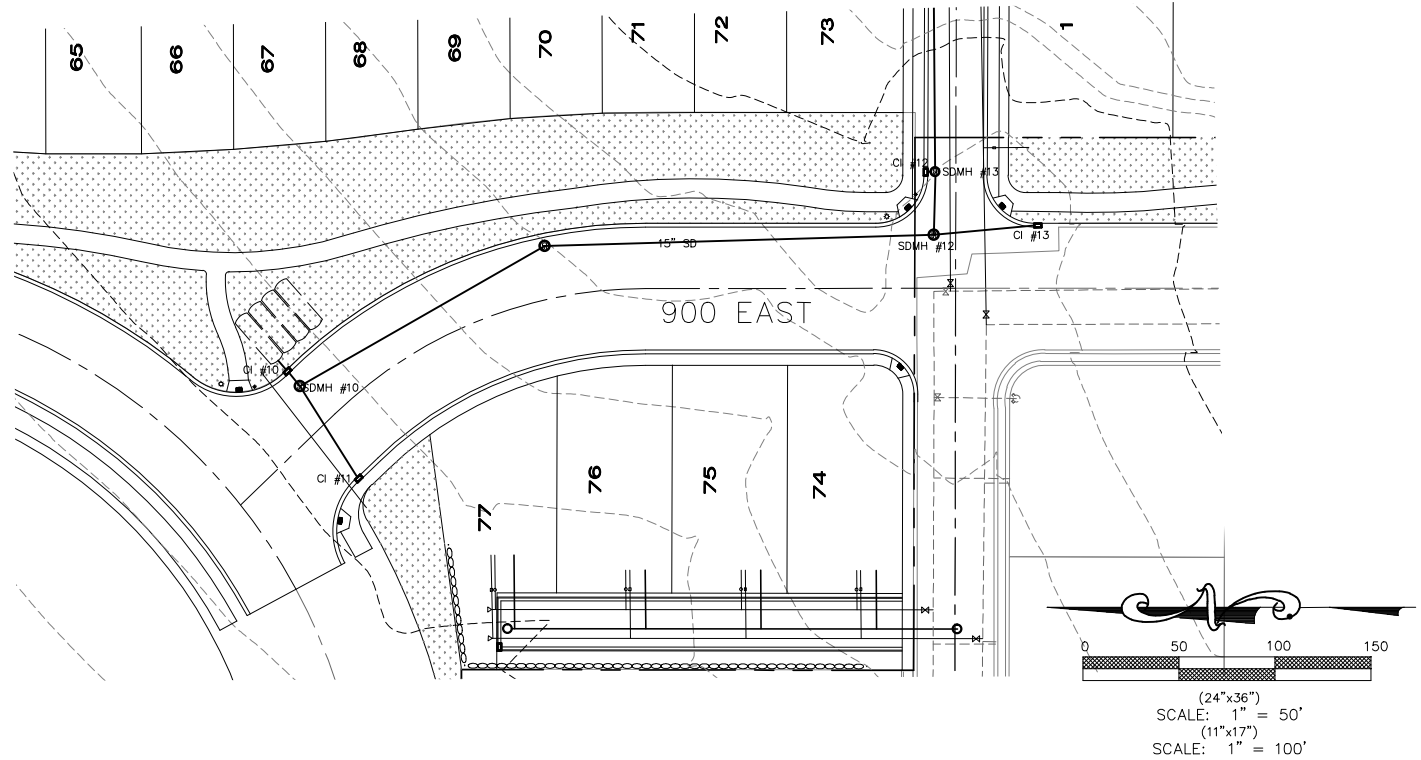 65
66
67
68
69
70
71
72
73
1
CI #12
SDMH #13
15" SD
SDMH #12
CI #13
900 EAST
CI #10
SDMH #10
CI #11
77
76
75
74
0 50 100 150
(24"x36")
SCALE: 1" = 50'
(11"x17")
SCALE: 1" = 100'